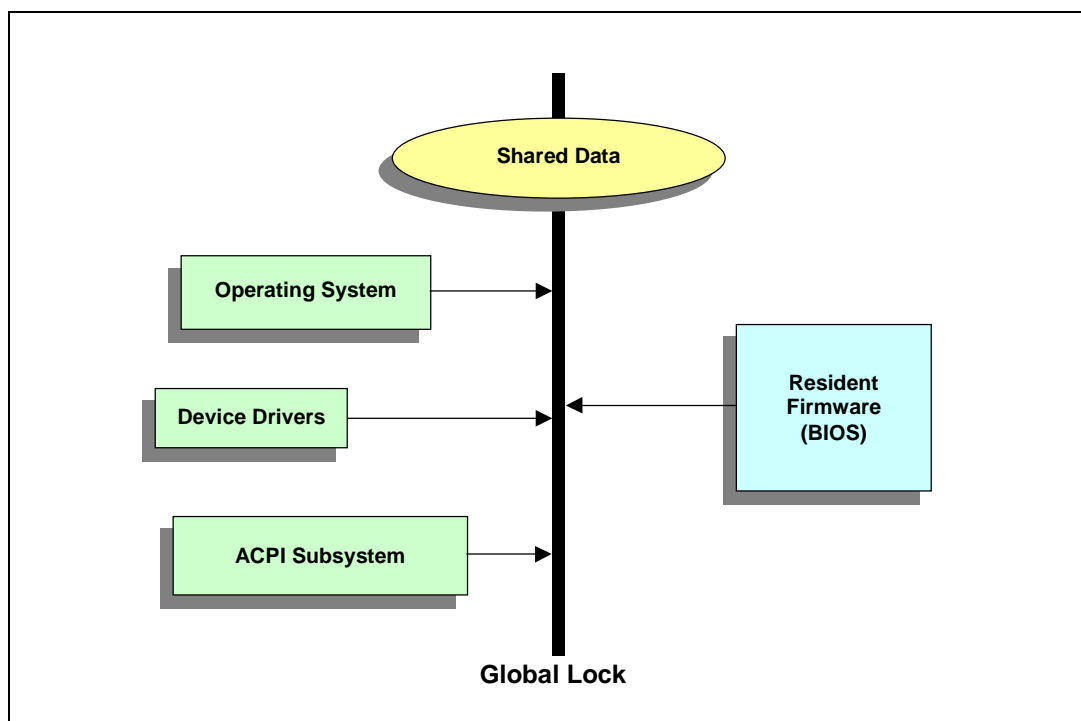 Shared Data
Operating System
Device Drivers
Resident
Firmware
(BIOS)
ACPI Subsystem
Global Lock